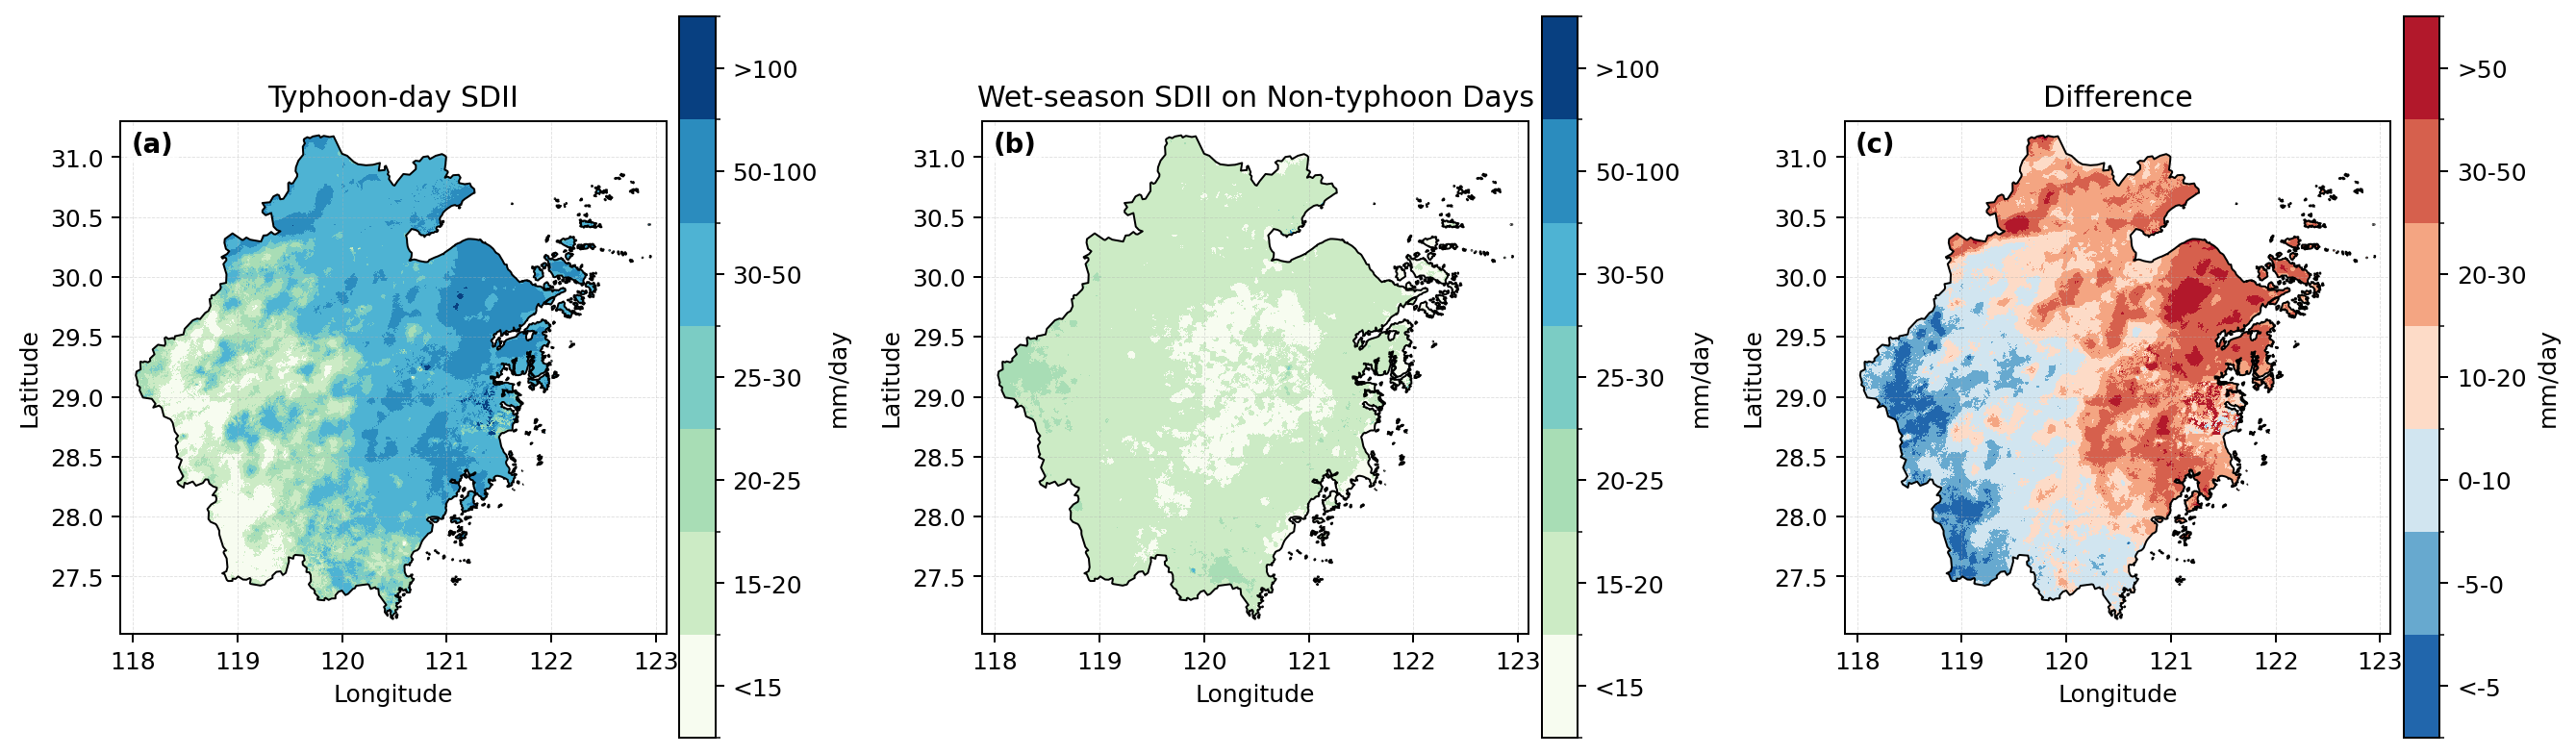 Typhoon-day SDII
(a)
Latitude
31.0
30.5
30.0
29.5
29.0
28.5
28.0
27.5
118 119 120 121 122 123
Longitude
>100
50-100
30-50
25-30
20-25
15-20
<15
mm/day
Wet-season SDII on Non-typhoon Days
(b)
Latitude
31.0
30.5
30.0
29.5
29.0
28.5
28.0
27.5
118 119 120 121 122 123
Longitude
>100
50-100
30-50
25-30
20-25
15-20
<15
mm/day
Difference
(c)
Latitude
31.0
30.5
30.0
29.5
29.0
28.5
28.0
27.5
118 119 120 121 122 123
Longitude
>50
30-50
20-30
10-20
0-10
-5-0
<-5
mm/day